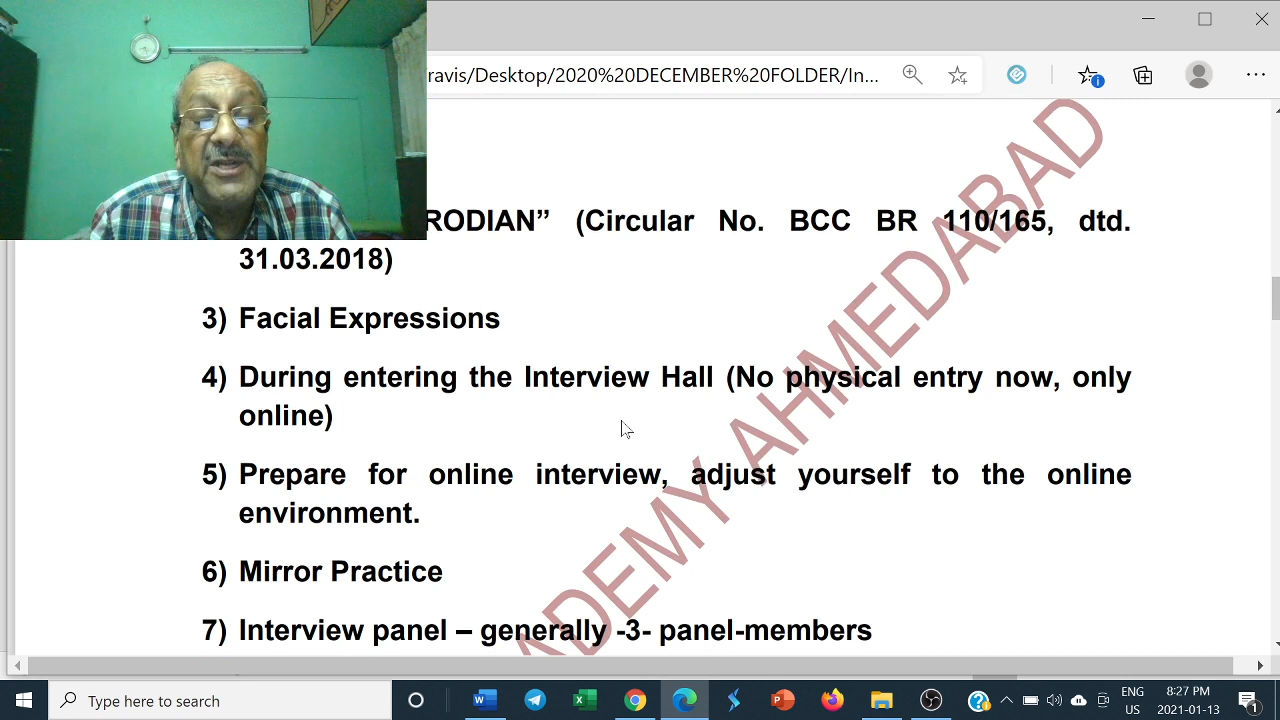 ravis/Desktop/2020%20DECEMBER%20FOLDER/In...
RODIAN” (Circular No. BCC BR 110/165, dtd.
31.03.2018)
3) Facial Expressions
4) During entering the Interview Hall (No physical entry now, only
online)
5) Prepare for online interview, adjust yourself to the online
environment.
6) Mirror Practice
7) Interview panel – generally -3- panel-members
ADEMY AHMEDABAD
Type here to search
ENG
US
8:27 PM
2021-01-13
1